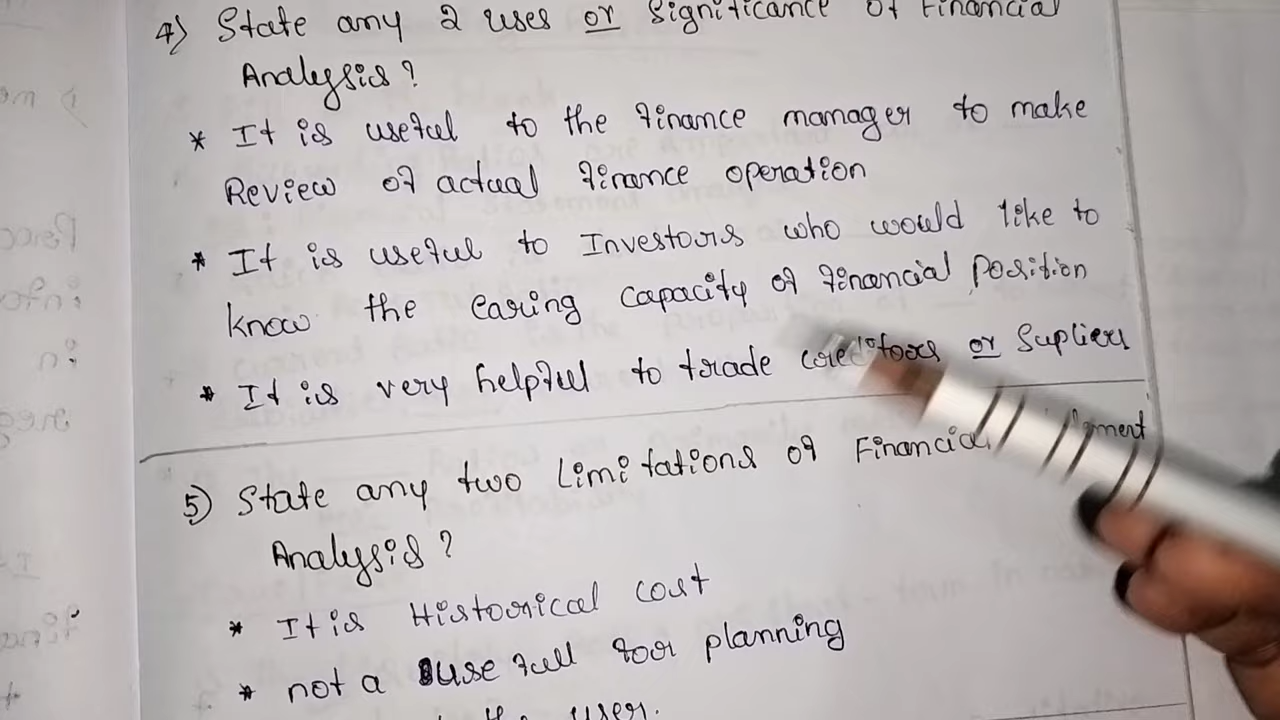 4) State any 2 uses or Significance of Financial
Analysis?
* It is useful to the finance manager to make
Review of actual finance operation
* It is useful to Investors who would like to
know the earing capacity of financial position
* It is very helpful to trade creditors or Supliers
5) State any two Limitations of Financial
Analysis?
* It is Historical cost
* not a usefull for planning
the user.